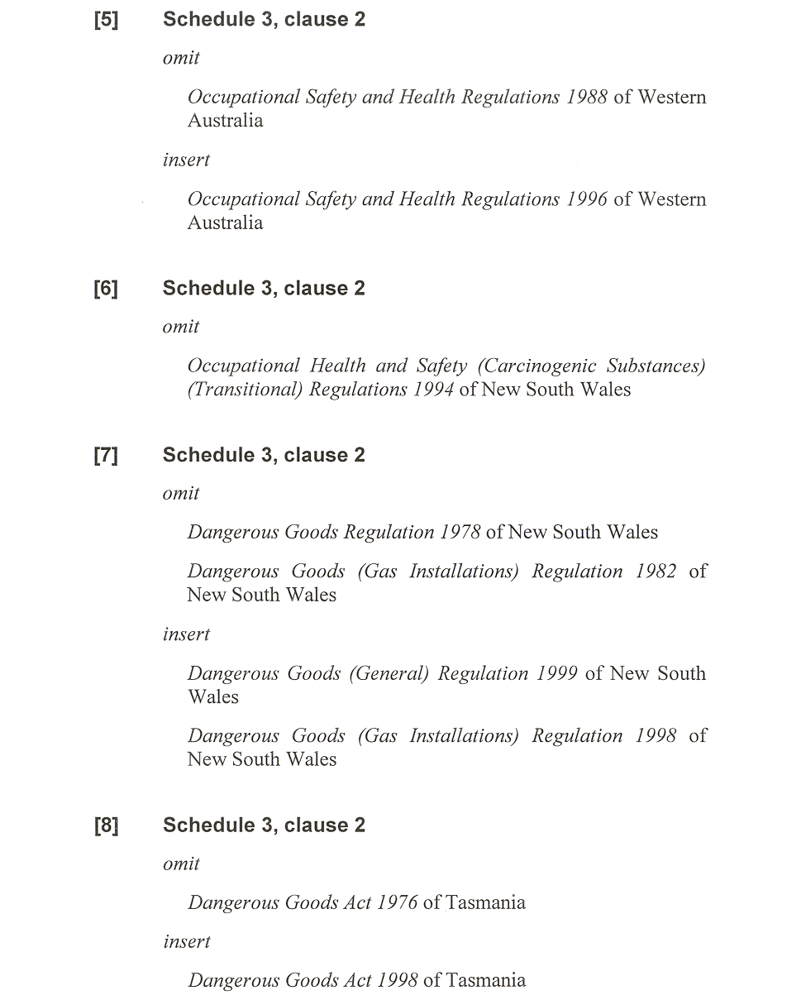 [5] Schedule 3, clause 2
omit
Occupational Safety and Health Regulations 1988 of Western
Australia
insert
Occupational Safety and Health Regulations 1996 of Western
Australia
[6] Schedule 3, clause 2
omit
Occupational Health and Safety (Carcinogenic Substances)
(Transitional) Regulations 1994 of New South Wales
[7] Schedule 3, clause 2
omit
Dangerous Goods Regulation 1978 of New South Wales
Dangerous Goods (Gas Installations) Regulation 1982 of
New South Wales
insert
Dangerous Goods (General) Regulation 1999 of New South
Wales
Dangerous Goods (Gas Installations) Regulation 1998 of
New South Wales
[8] Schedule 3, clause 2
omit
Dangerous Goods Act 1976 of Tasmania
insert
Dangerous Goods Act 1998 of Tasmania